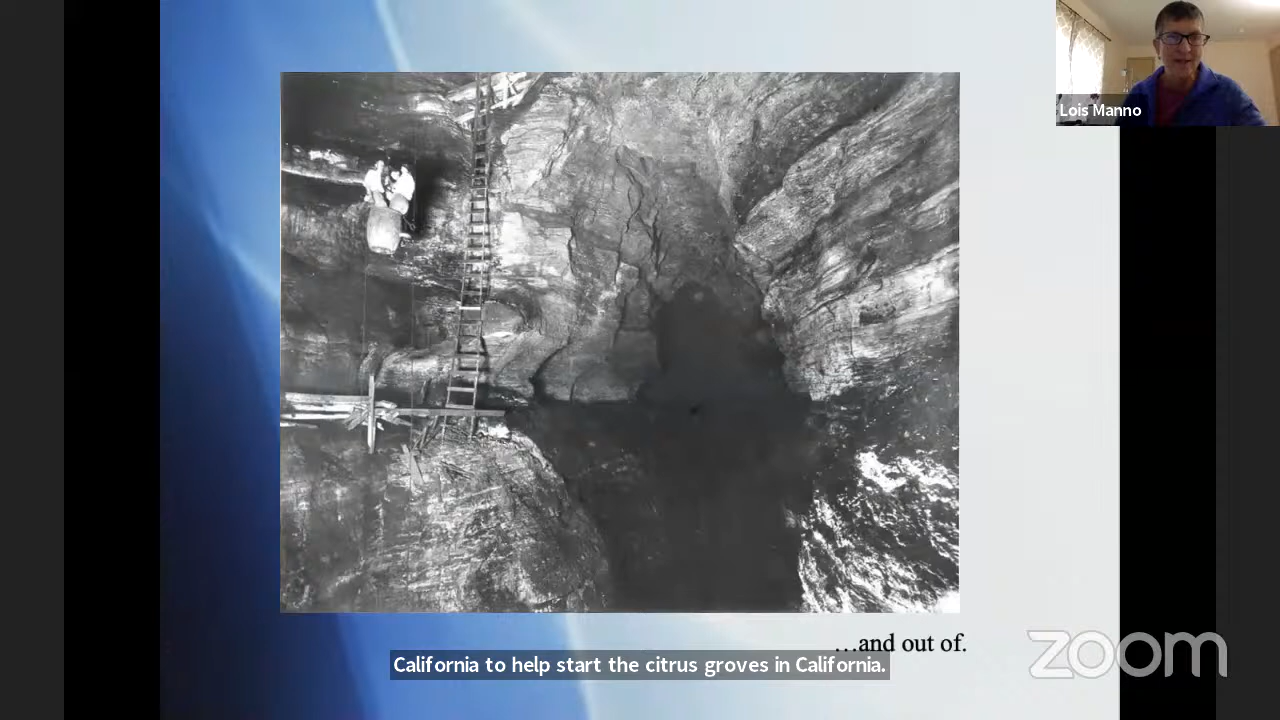 Lois Manno
…and out of.
California to help start the citrus groves in California.
zoom